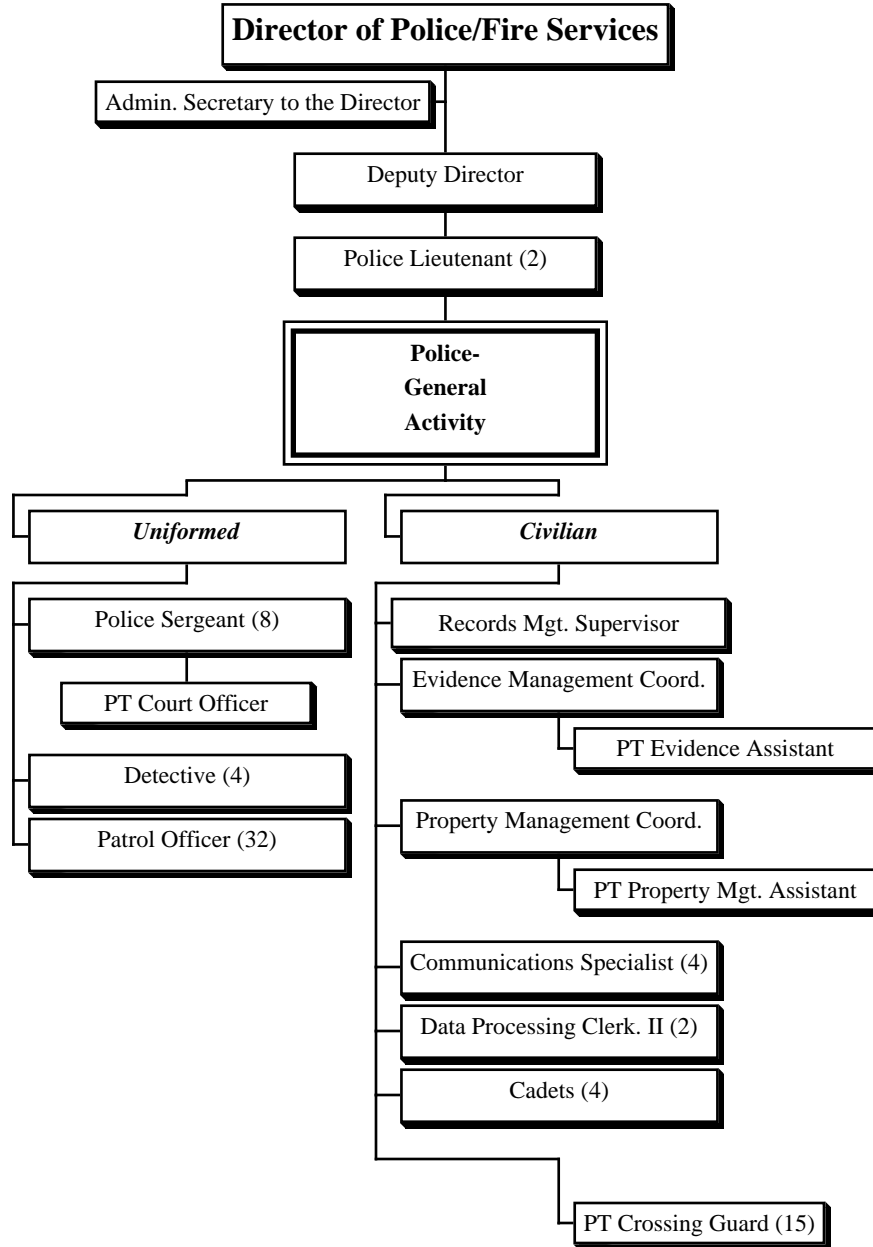 Director of Police/Fire Services
Admin. Secretary to the Director
Deputy Director
Police Lieutenant (2)
Police-
General
Activity
Uniformed
Police Sergeant (8)
PT Court Officer
Detective (4)
Patrol Officer (32)
Civilian
Records Mgt. Supervisor
Evidence Management Coord.
PT Evidence Assistant
Property Management Coord.
PT Property Mgt. Assistant
Communications Specialist (4)
Data Processing Clerk. II (2)
Cadets (4)
PT Crossing Guard (15)